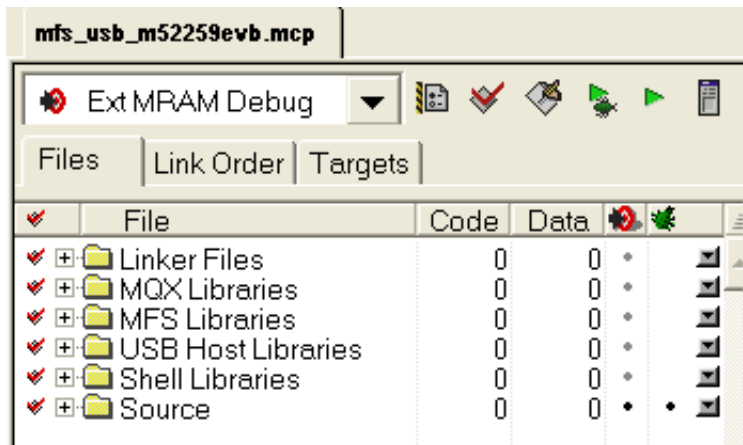 mfs_usb_m52259evb.mcp
Ext MRAM Debug
Files Link Order Targets
File Code Data
Linker Files 0 0
MQX Libraries 0 0
MFS Libraries 0 0
USB Host Libraries 0 0
Shell Libraries 0 0
Source 0 0